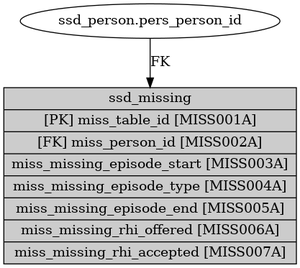 ssd_person.pers_person_id
FK
ssd_missing
[PK] miss_table_id [MISS001A]
[FK] miss_person_id [MISS002A]
miss_missing_episode_start [MISS003A]
miss_missing_episode_type [MISS004A]
miss_missing_episode_end [MISS005A]
miss_missing_rhi_offered [MISS006A]
miss_missing_rhi_accepted [MISS007A]